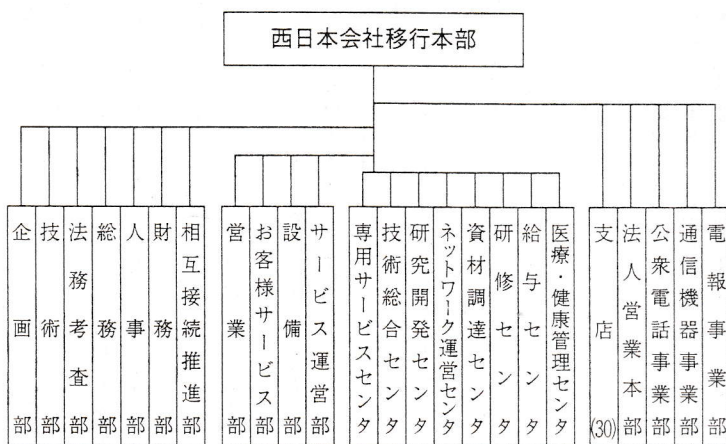 西日本会社移行本部
企画部
技術部
法務考査部
総務部
人事部
財務部
相互接続推進部
営業部
お客様サービス部
設備部
サービス運営部
専用サービスセンタ
技術総合センタ
研究開発センタ
ネットワーク運営センタ
資材調達センタ
研修センタ
給与センタ
医療・健康管理センタ
支店(30)
法人営業本部
公衆電話事業部
通信機器事業部
電報事業部